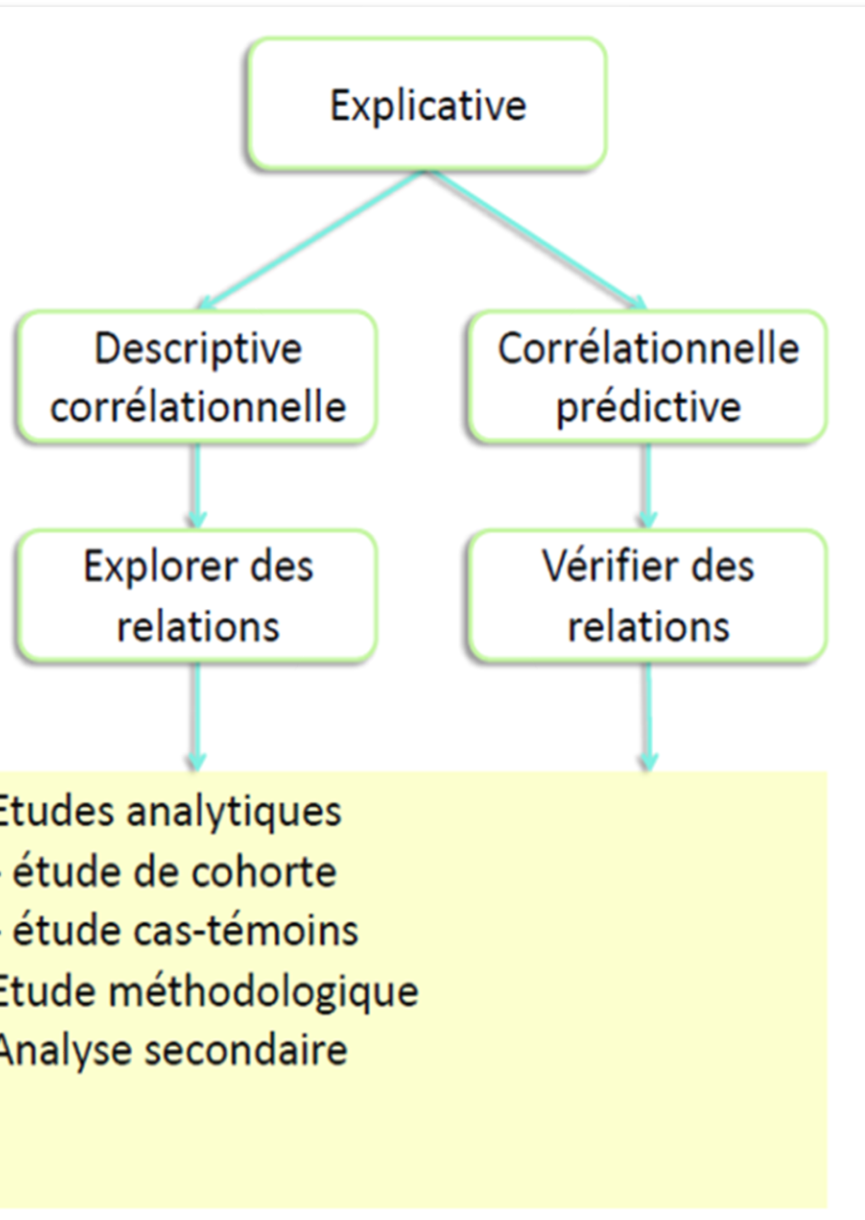 Explicative
Descriptive
corrélationnelle
Corrélationnelle
prédictive
Explorer des
relations
Vérifier des
relations
Etudes analytiques
- étude de cohorte
- étude cas-témoins
Etude méthodologique
Analyse secondaire